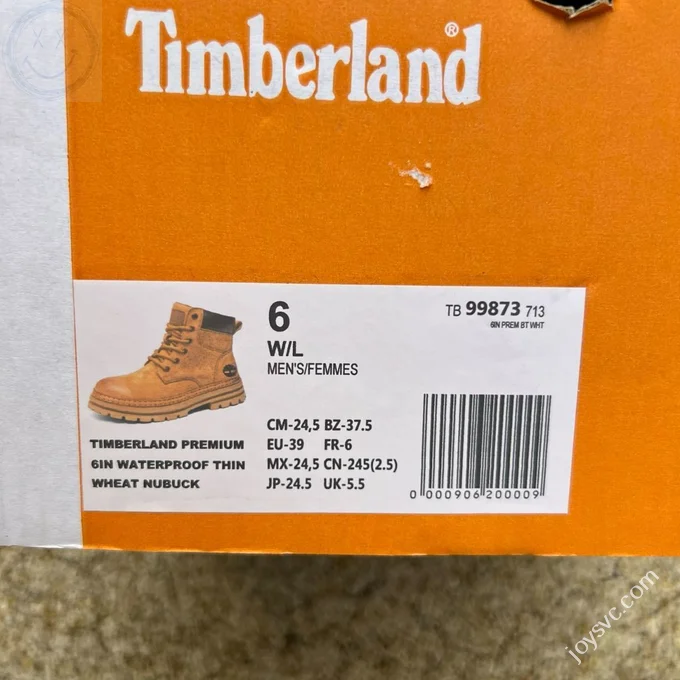 Timberland®
6
W/L
MEN'S/FEMMES
TB 99873 713
6IN PREM BT WHT
CM-24,5 BZ-37.5
EU-39 FR-6
MX-24,5 CN-245(2.5)
JP-24.5 UK-5.5
TIMBERLAND PREMIUM
6IN WATERPROOF THIN
WHEAT NUBUCK
0 000906 200009
joysvc.com